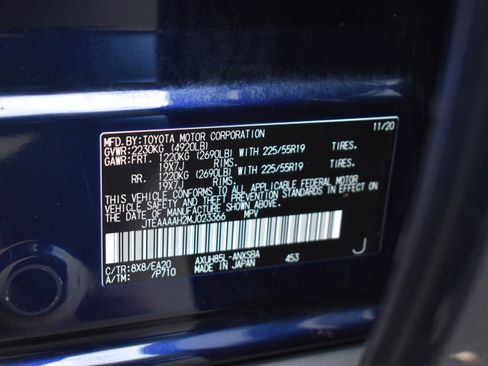 MFD.BY:TOYOTA MOTOR CORPORATION 11/20
GVWR:2230KG (4920LB)
GAWR:FRT. 1220KG (2690LB) WITH 225/55R19 TIRES.
19X7J RIMS.
RR. 1220KG (2690LB) WITH 225/55R19 TIRES.
19X7J RIMS.
THIS VEHICLE CONFORMS TO ALL APPLICABLE FEDERAL MOTOR
VEHICLE SAFETY AND THEFT PREVENTION STANDARDS IN EFFECT ON
THE DATE OF MANUFACTURE SHOWN ABOVE.
JTEAAAAH2MJ023366 MPV
C/TR:8X8/EA20 AXUH85L-ANXSBA 453 J
A/TM: /P710 MADE IN JAPAN